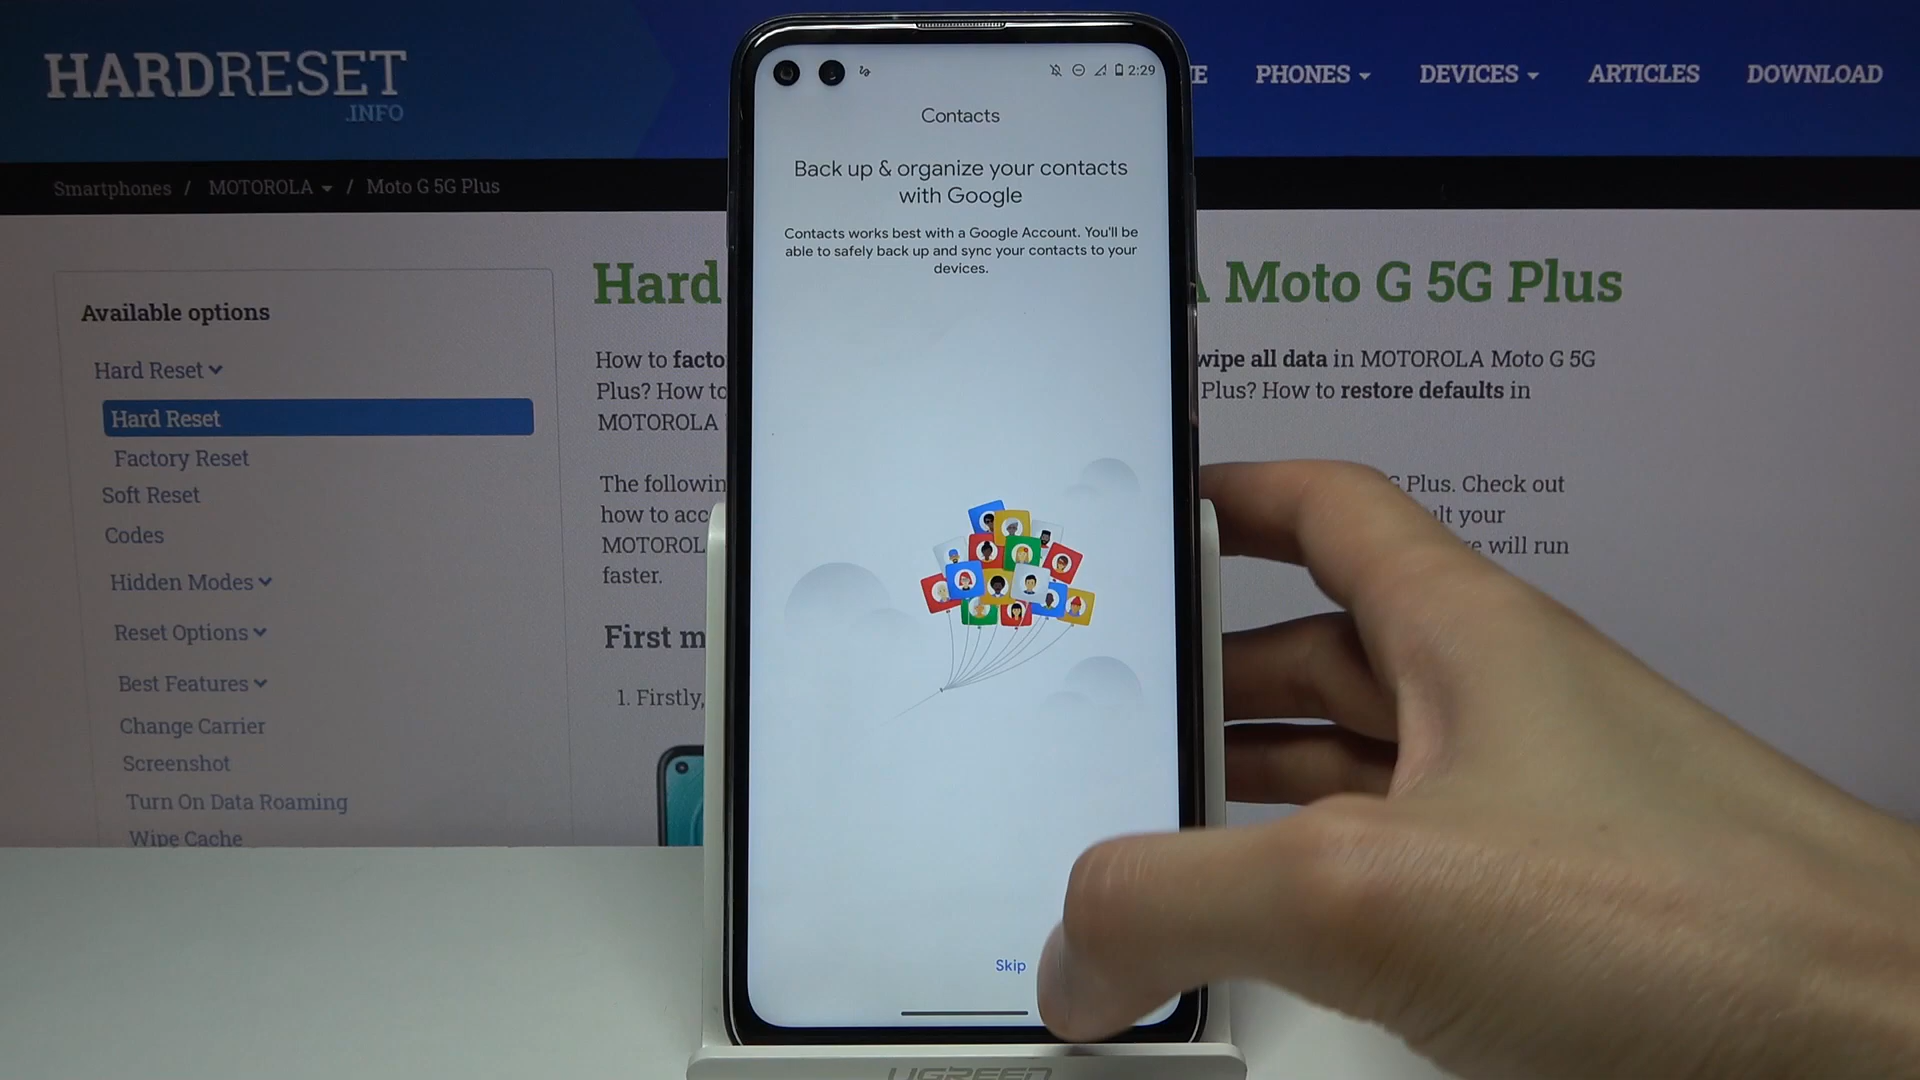 HARDRESET
.INFO
PHONES
DEVICES
ARTICLES
DOWNLOAD
Smartphones / MOTOROLA / Moto G 5G Plus
Available options
Hard Reset
Hard Reset
Factory Reset
Soft Reset
Codes
Hidden Modes
Reset Options
Best Features
Change Carrier
Screenshot
Turn On Data Roaming
Wipe Cache
Hard
Moto G 5G Plus
How to
wipe all data in MOTOROLA Moto G 5G
Plus? How to
Plus? How to restore defaults in
MOTOROLA
The
Plus. Check out
how to
your
will run
faster.
First
1. Firstly,
2:29
Contacts
Back up & organize your contacts
with Google
Contacts works best with a Google Account. You'll be
able to safely back up and sync your contacts to your
devices.
Skip
UGREEN